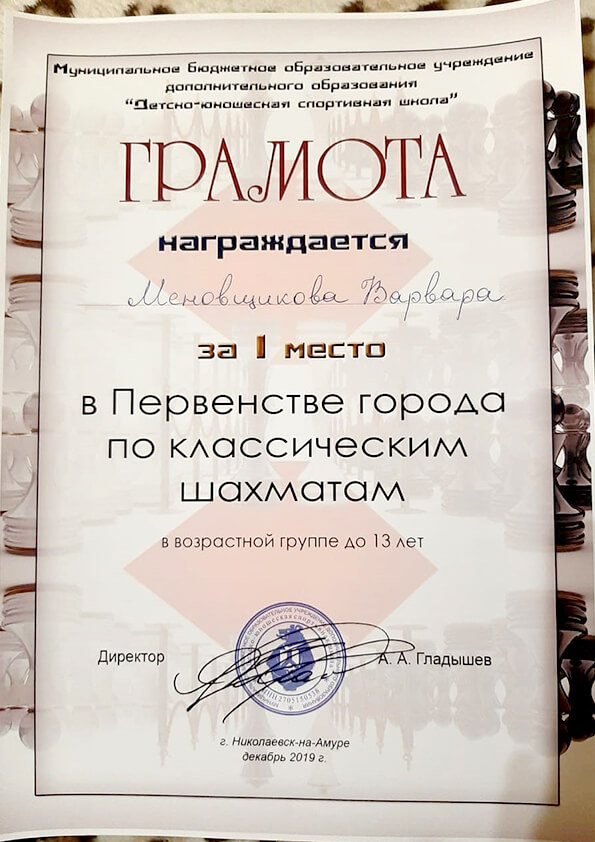 Муниципальное бюджетное образовательное учреждение
дополнительного образования
"Детско-юношеская спортивная школа"
ГРАМОТА
награждается
Меновщикова Варвара
за I место
в Первенстве города
по классическим
шахматам
в возрастной группе до 13 лет
Директор
А. А. Гладышев
г. Николаевск-на-Амуре
декабрь 2019 г.